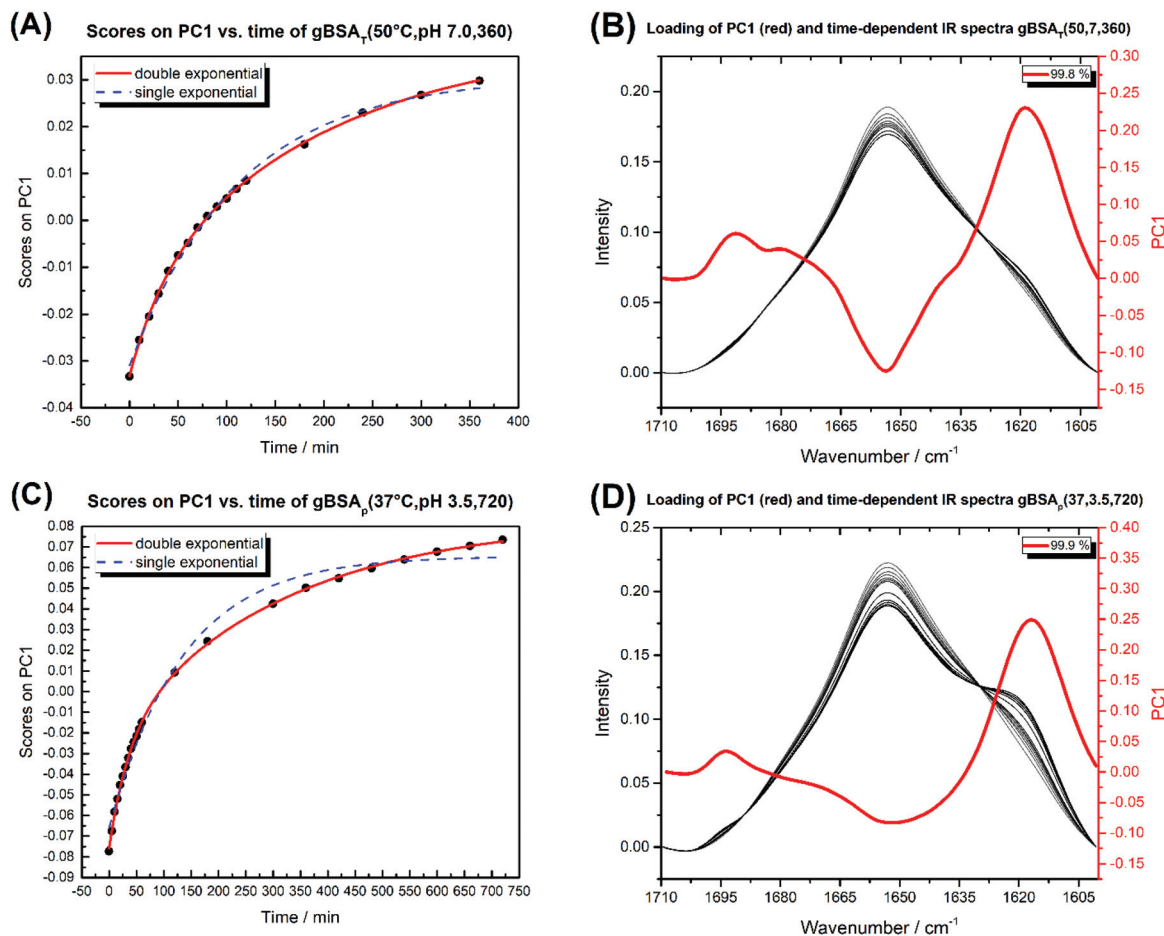 (A)
Scores on PC1 vs. time of gBSA_T(50°C,pH 7.0,360)
double exponential
single exponential
0.03
0.02
0.01
0.00
-0.01
-0.02
-0.03
-0.04
Scores on PC1
0 50 100 150 200 250 300 350 400
Time / min
(B)
Loading of PC1 (red) and time-dependent IR spectra gBSA_T(50,7,360)
99.8 %
0.20
0.15
0.10
0.05
0.00
Intensity
0.30
0.25
0.20
0.15
0.10
0.05
0.00
-0.05
-0.10
-0.15
PC1
1710 1695 1680 1665 1650 1635 1620 1605
Wavenumber / cm⁻¹
(C)
Scores on PC1 vs. time of gBSA_p(37°C,pH 3.5,720)
double exponential
single exponential
0.08
0.07
0.06
0.05
0.04
0.03
0.02
0.01
0.00
-0.01
-0.02
-0.03
-0.04
-0.05
-0.06
-0.07
-0.08
-0.09
Scores on PC1
-50 0 50 100 150 200 250 300 350 400 450 500 550 600 650 700 750
Time / min
(D)
Loading of PC1 (red) and time-dependent IR spectra gBSA_p(37,3.5,720)
99.9 %
0.25
0.20
0.15
0.10
0.05
0.00
Intensity
0.40
0.35
0.30
0.25
0.20
0.15
0.10
0.05
0.00
-0.05
-0.10
-0.15
PC1
1710 1695 1680 1665 1650 1635 1620 1605
Wavenumber / cm⁻¹